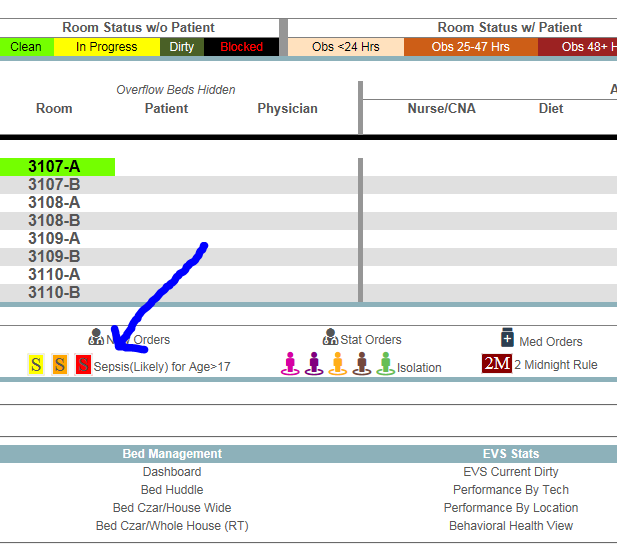 Room Status w/o Patient Room Status w/ Patient
Clean In Progress Dirty Blocked Obs <24 Hrs Obs 25-47 Hrs Obs 48+ H
Overflow Beds Hidden A
Room Patient Physician Nurse/CNA Diet
3107-A
3107-B
3108-A
3108-B
3109-A
3109-B
3110-A
3110-B
Orders Stat Orders Med Orders
S S S Sepsis(Likely) for Age>17 Isolation 2M 2 Midnight Rule
Bed Management EVS Stats
Dashboard EVS Current Dirty
Bed Huddle Performance By Tech
Bed Czar/House Wide Performance By Location
Bed Czar/Whole House (RT) Behavioral Health View